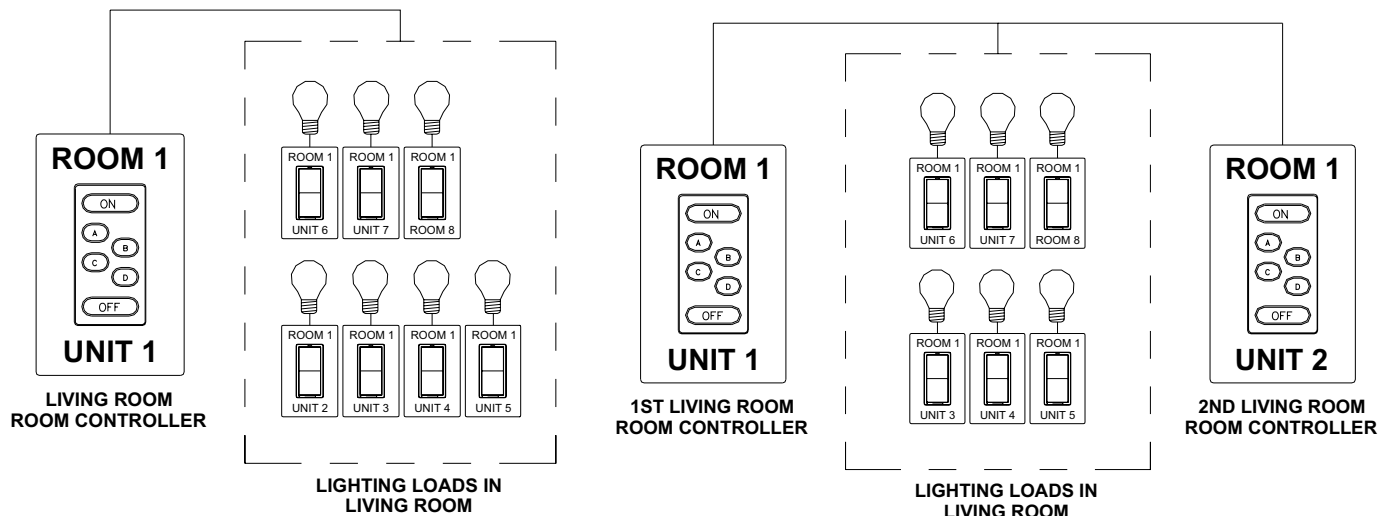 ROOM 1
ON
A
B
C
D
OFF
UNIT 1
LIVING ROOM
ROOM CONTROLLER
ROOM 1 ROOM 1 ROOM 1
UNIT 6 UNIT 7 ROOM 8
ROOM 1 ROOM 1 ROOM 1 ROOM 1
UNIT 2 UNIT 3 UNIT 4 UNIT 5
LIGHTING LOADS IN
LIVING ROOM
ROOM 1
ON
A
B
C
D
OFF
UNIT 1
1ST LIVING ROOM
ROOM CONTROLLER
ROOM 1 ROOM 1 ROOM 1
UNIT 6 UNIT 7 ROOM 8
ROOM 1 ROOM 1 ROOM 1
UNIT 3 UNIT 4 UNIT 5
LIGHTING LOADS IN
LIVING ROOM
ROOM 1
ON
A
B
C
D
OFF
UNIT 2
2ND LIVING ROOM
ROOM CONTROLLER